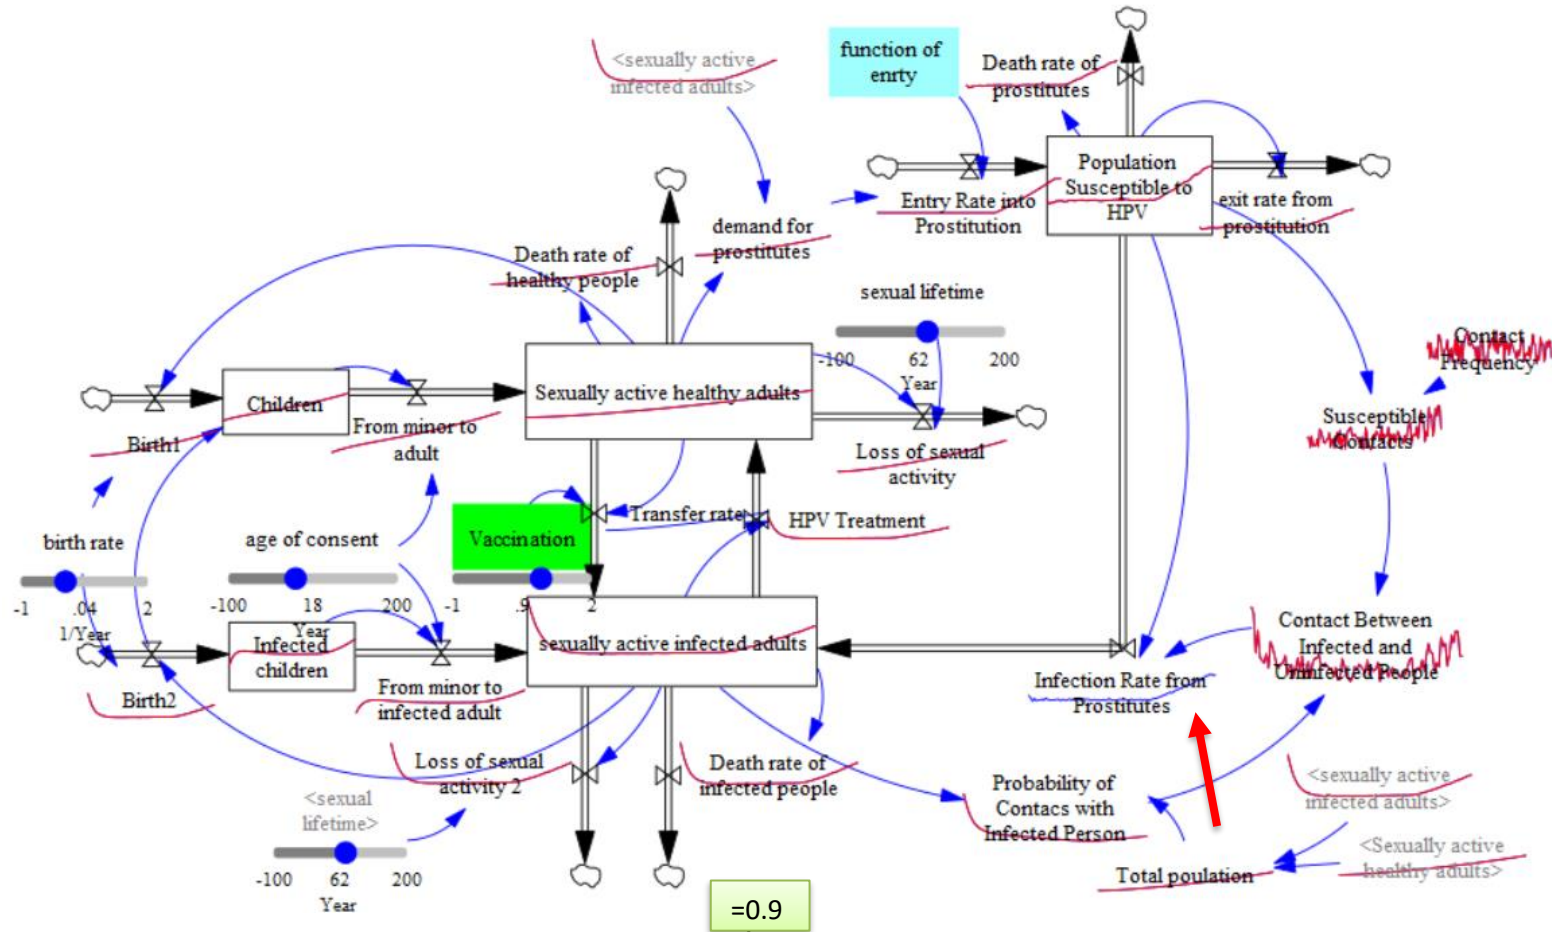 <sexually active
infected adults>
function of
enrty
Death rate of
prostitutes
Population
Susceptible to
HPV
Entry Rate into
Prostitution
exit rate from
prostitution
demand for
prostitutes
Death rate of
healthy people
sexual lifetime
-100 62 200
Year
Contact
Frequency
Children
Sexually active healthy adults
Susceptible
Contacts
Birth1
From minor to
adult
Loss of sexual
activity
Vaccination
Transfer rate
HPV Treatment
birth rate
-1 .04 2
1/Year
age of consent
-100 18 200
Year
-1 .9 2
Infected
children
sexually active infected adults
Contact Between
Infected and
Uninfected People
Birth2
From minor to
infected adult
Infection Rate from
Prostitutes
Loss of sexual
activity 2
Death rate of
infected people
Probability of
Contacs with
Infected Person
<sexually active
infected adults>
<sexual
lifetime>
-100 62 200
Year
Total poulation
<Sexually active
healthy adults>
=0.9